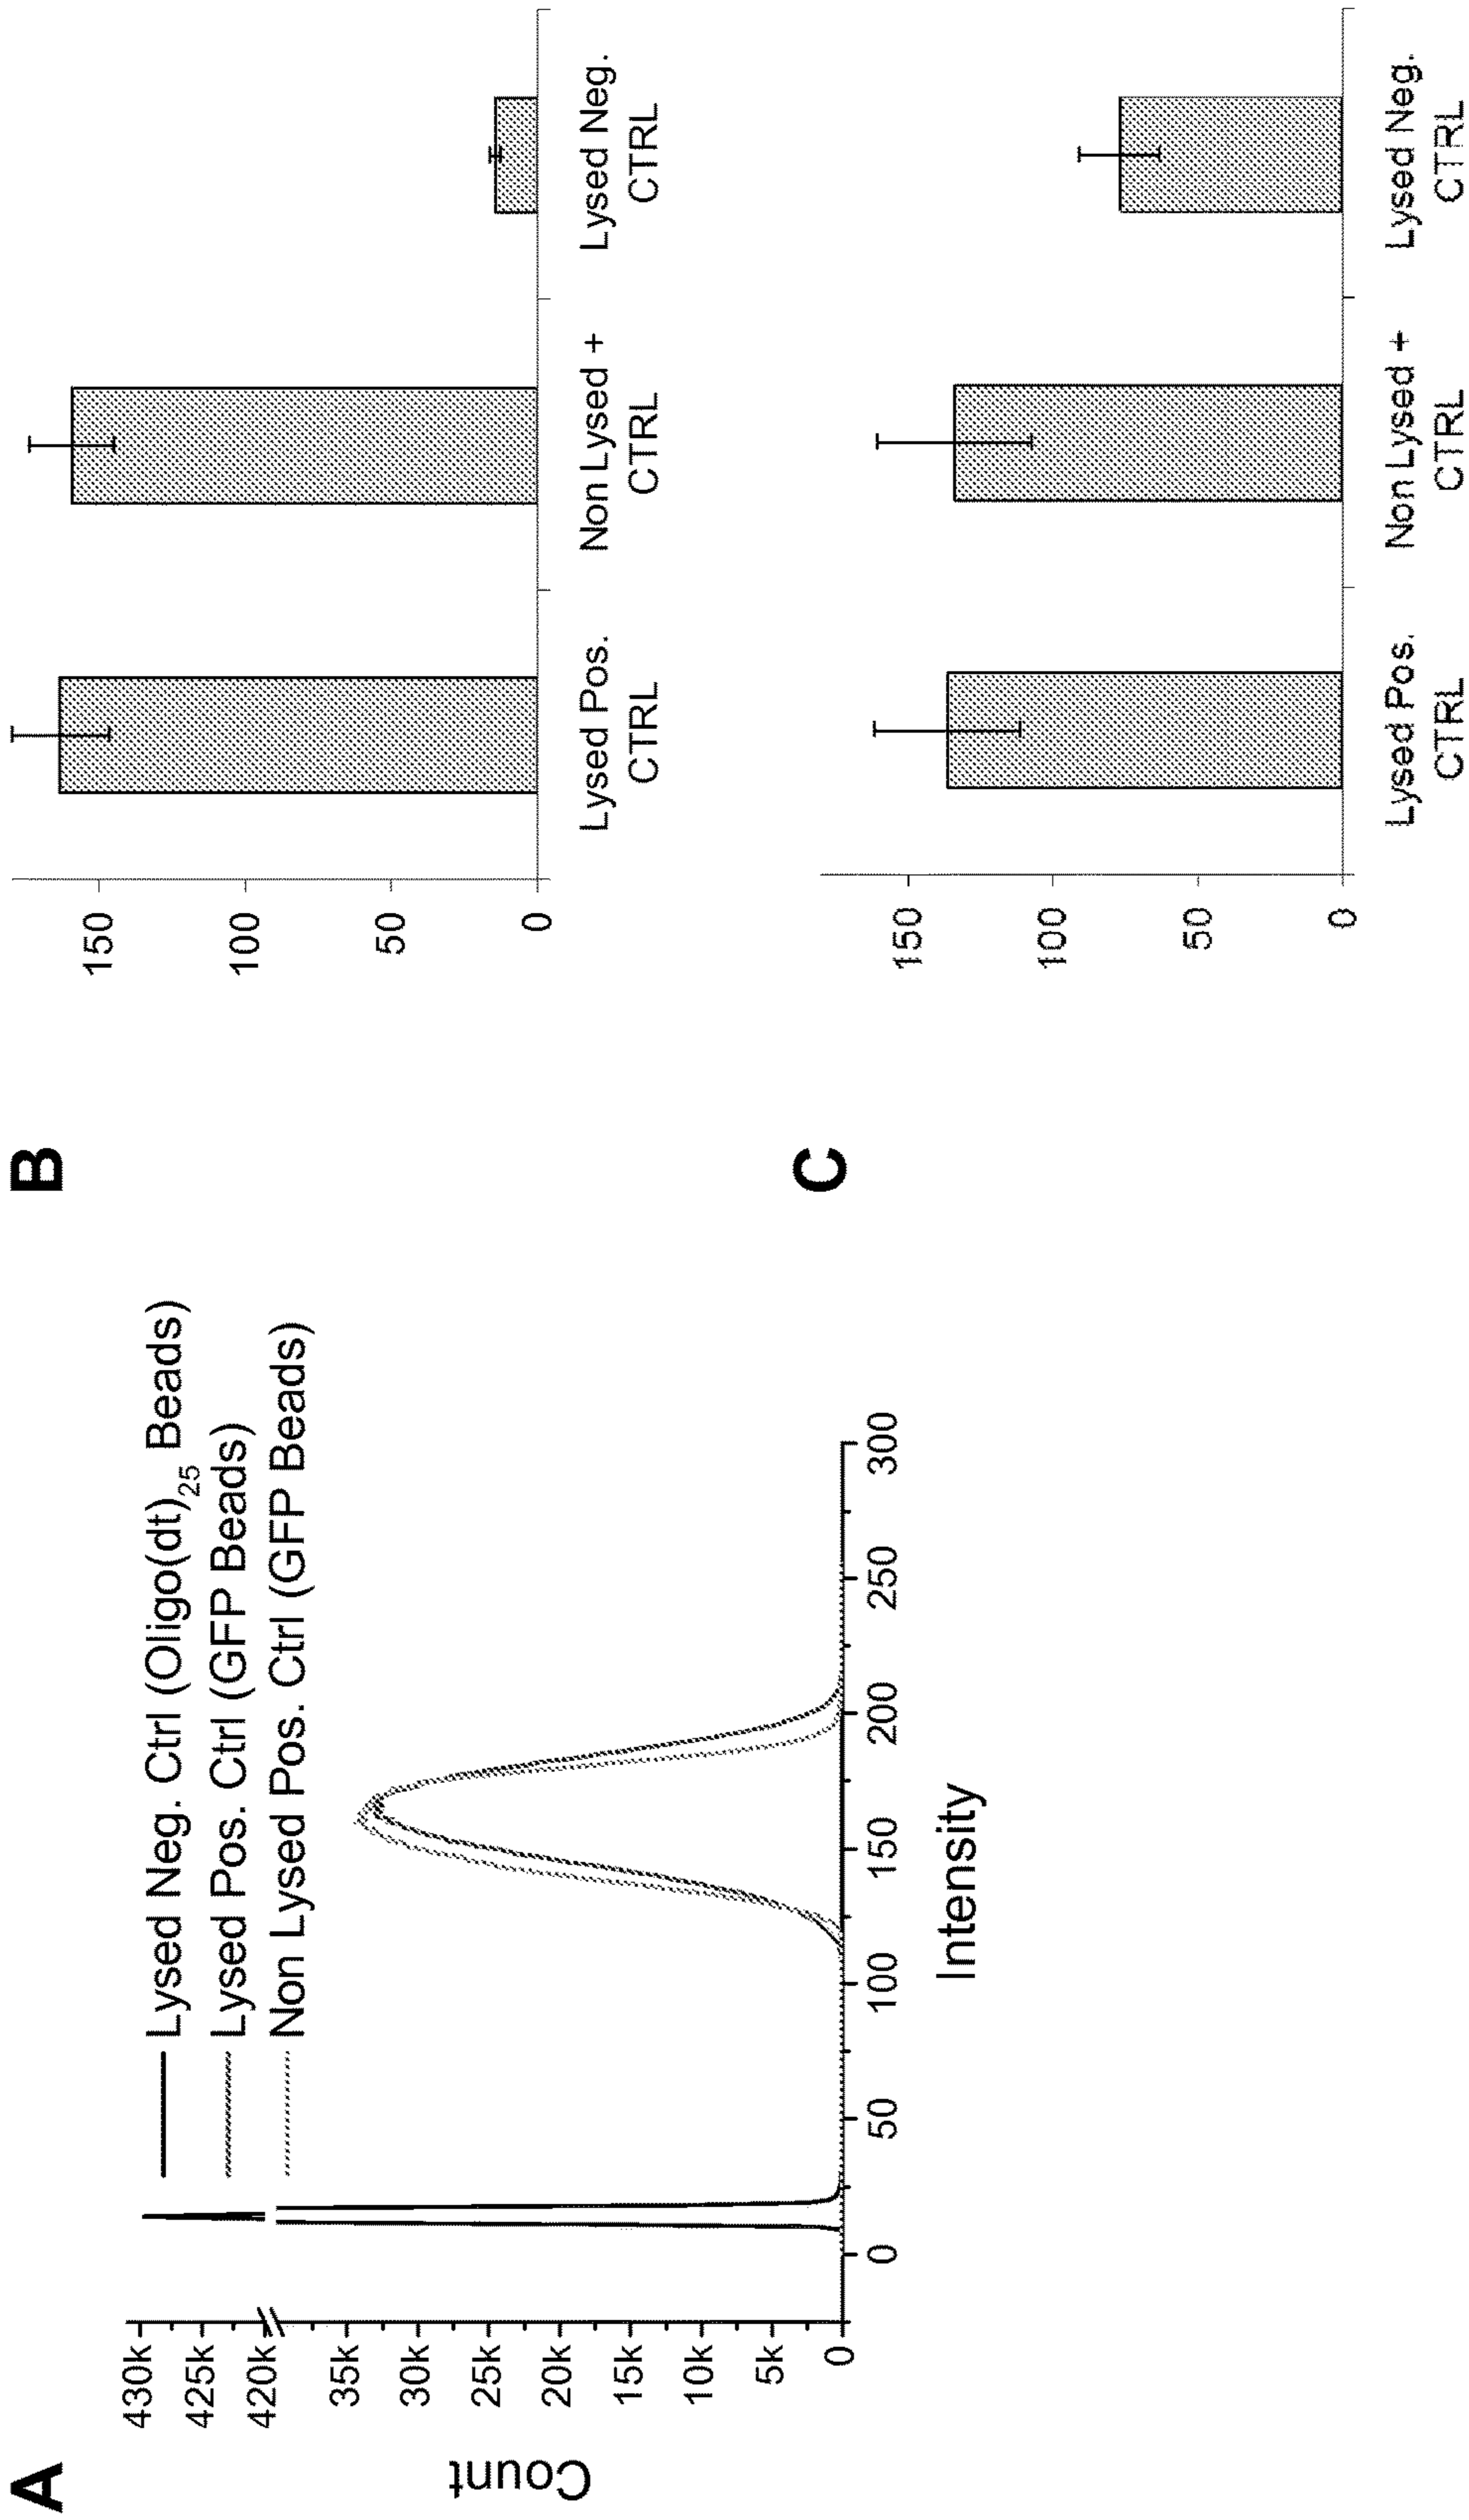 A
Count
430k
425k
420k
35k
30k
25k
20k
15k
10k
5k
0
Lysed Neg. Ctrl (Oligo(dt)25 Beads)
Lysed Pos. Ctrl (GFP Beads)
Non Lysed Pos. Ctrl (GFP Beads)
0 50 100 150 200 250 300
Intensity
B
150
100
50
0
Lysed Pos. Non Lysed + Lysed Neg.
CTRL CTRL CTRL
C
150
100
50
0
Lysed Pos. Non Lysed + Lysed Neg.
CTRL CTRL CTRL